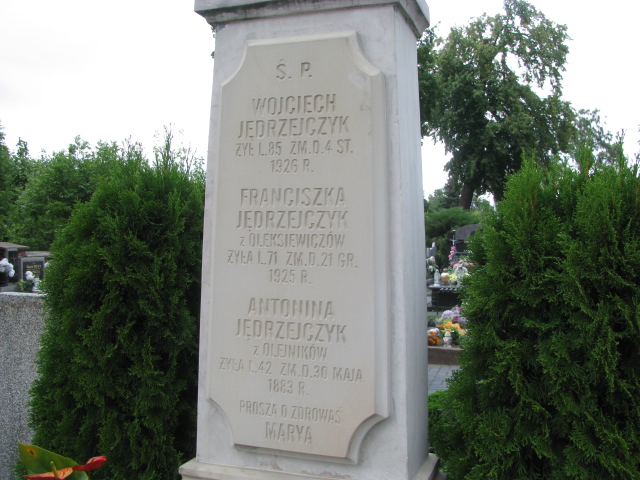 Ś. P.
WOJCIECH
JĘDRZEJCZYK
ŻYŁ L.85 ZM.D.4 ST.
1926 R.
FRANCISZKA
JĘDRZEJCZYK
z OLEKSIEWICZÓW
ŻYŁA L.71 ZM.D.21 GR.
1925 R.
ANTONINA
JĘDRZEJCZYK
z OLEJNIKÓW
ŻYŁA L.42 ZM.D.30 MAJA
1883 R.
PROSZĄ O ZDROWAŚ
MARYA